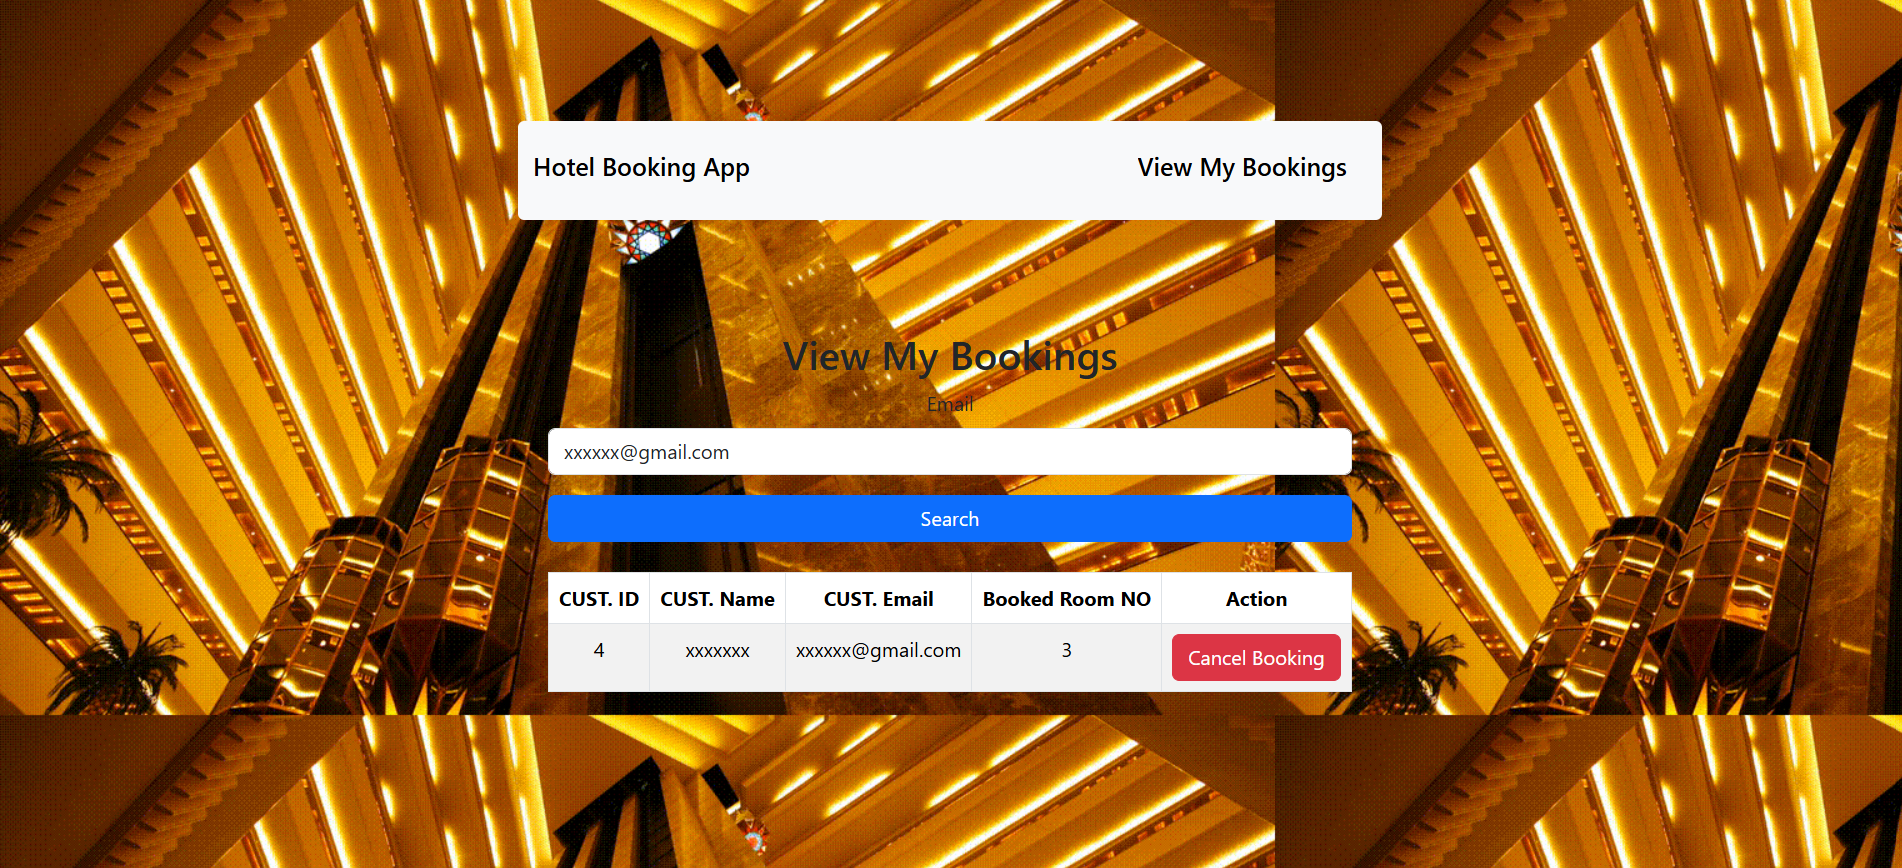 Hotel Booking App View My Bookings
View My Bookings
Email
xxxxxx@gmail.com
Search
CUST. ID CUST. Name CUST. Email Booked Room NO Action
4 xxxxxxx xxxxxx@gmail.com 3 Cancel Booking